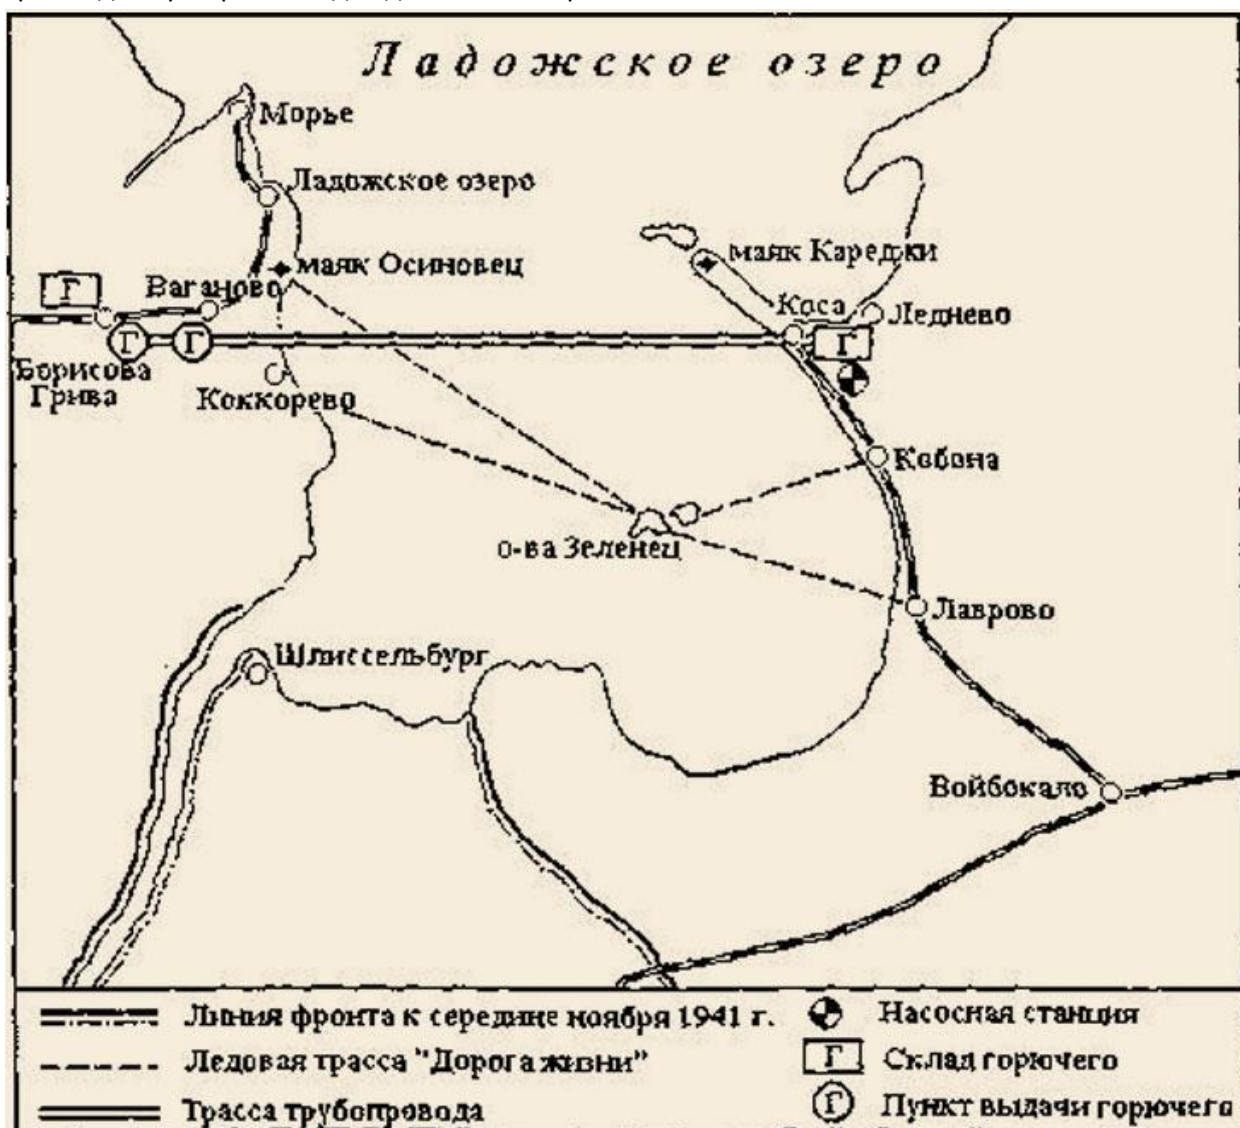 Ладожское озеро
Морье
Ладожское озеро
маяк Осиновец
маяк Кареджи
Г
Ваганово
Коса
Леднево
Г
Г
Г
Борисова
Грива
Коккорево
Кобона
о-ва Зеленец
Лаврово
Шлиссельбург
Войбокало
Линия фронта к середине ноября 1941 г.
Насосная станция
Ледовая трасса "Дорога жизни"
Г
Склад горючего
Трасса трубопровода
Г
Пункт выдачи горючего